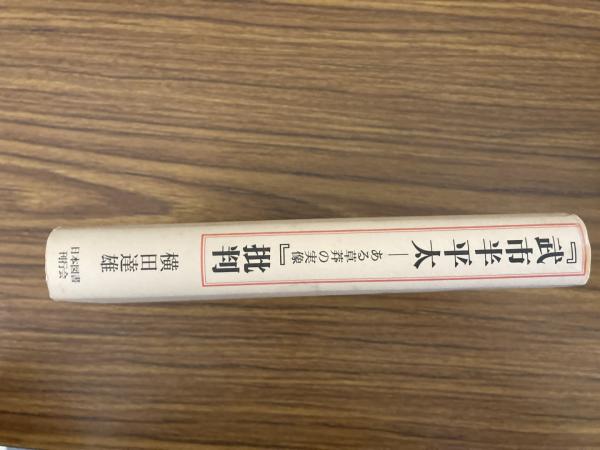 『武市半平太
―ある草莽の実像
』批判
横田達雄
日本図書
刊行会